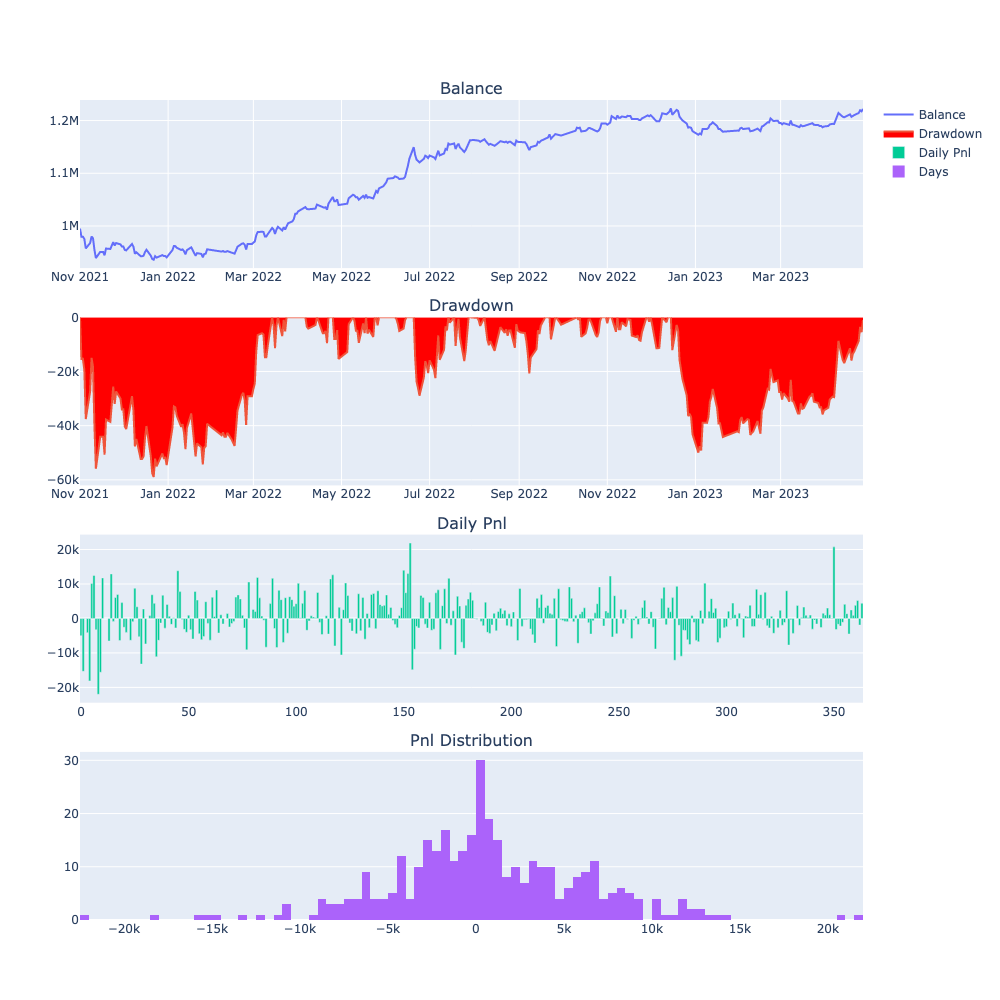 Balance
1.2M
1.1M
1M
Nov 2021 Jan 2022 Mar 2022 May 2022 Jul 2022 Sep 2022 Nov 2022 Jan 2023 Mar 2023
Balance
Drawdown
Daily Pnl
Days
Drawdown
0
−20k
−40k
−60k
Nov 2021 Jan 2022 Mar 2022 May 2022 Jul 2022 Sep 2022 Nov 2022 Jan 2023 Mar 2023
Daily Pnl
20k
10k
0
−10k
−20k
0 50 100 150 200 250 300 350
Pnl Distribution
30
20
10
0
−20k −15k −10k −5k 0 5k 10k 15k 20k